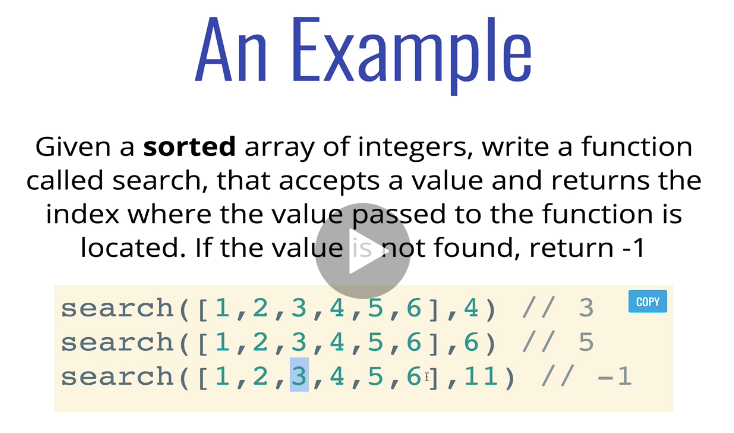 An Example
Given a sorted array of integers, write a function
called search, that accepts a value and returns the
index where the value passed to the function is
located. If the value is not found, return -1
COPY
search([1,2,3,4,5,6],4) // 3
search([1,2,3,4,5,6],6) // 5
search([1,2,3,4,5,6],11) // -1